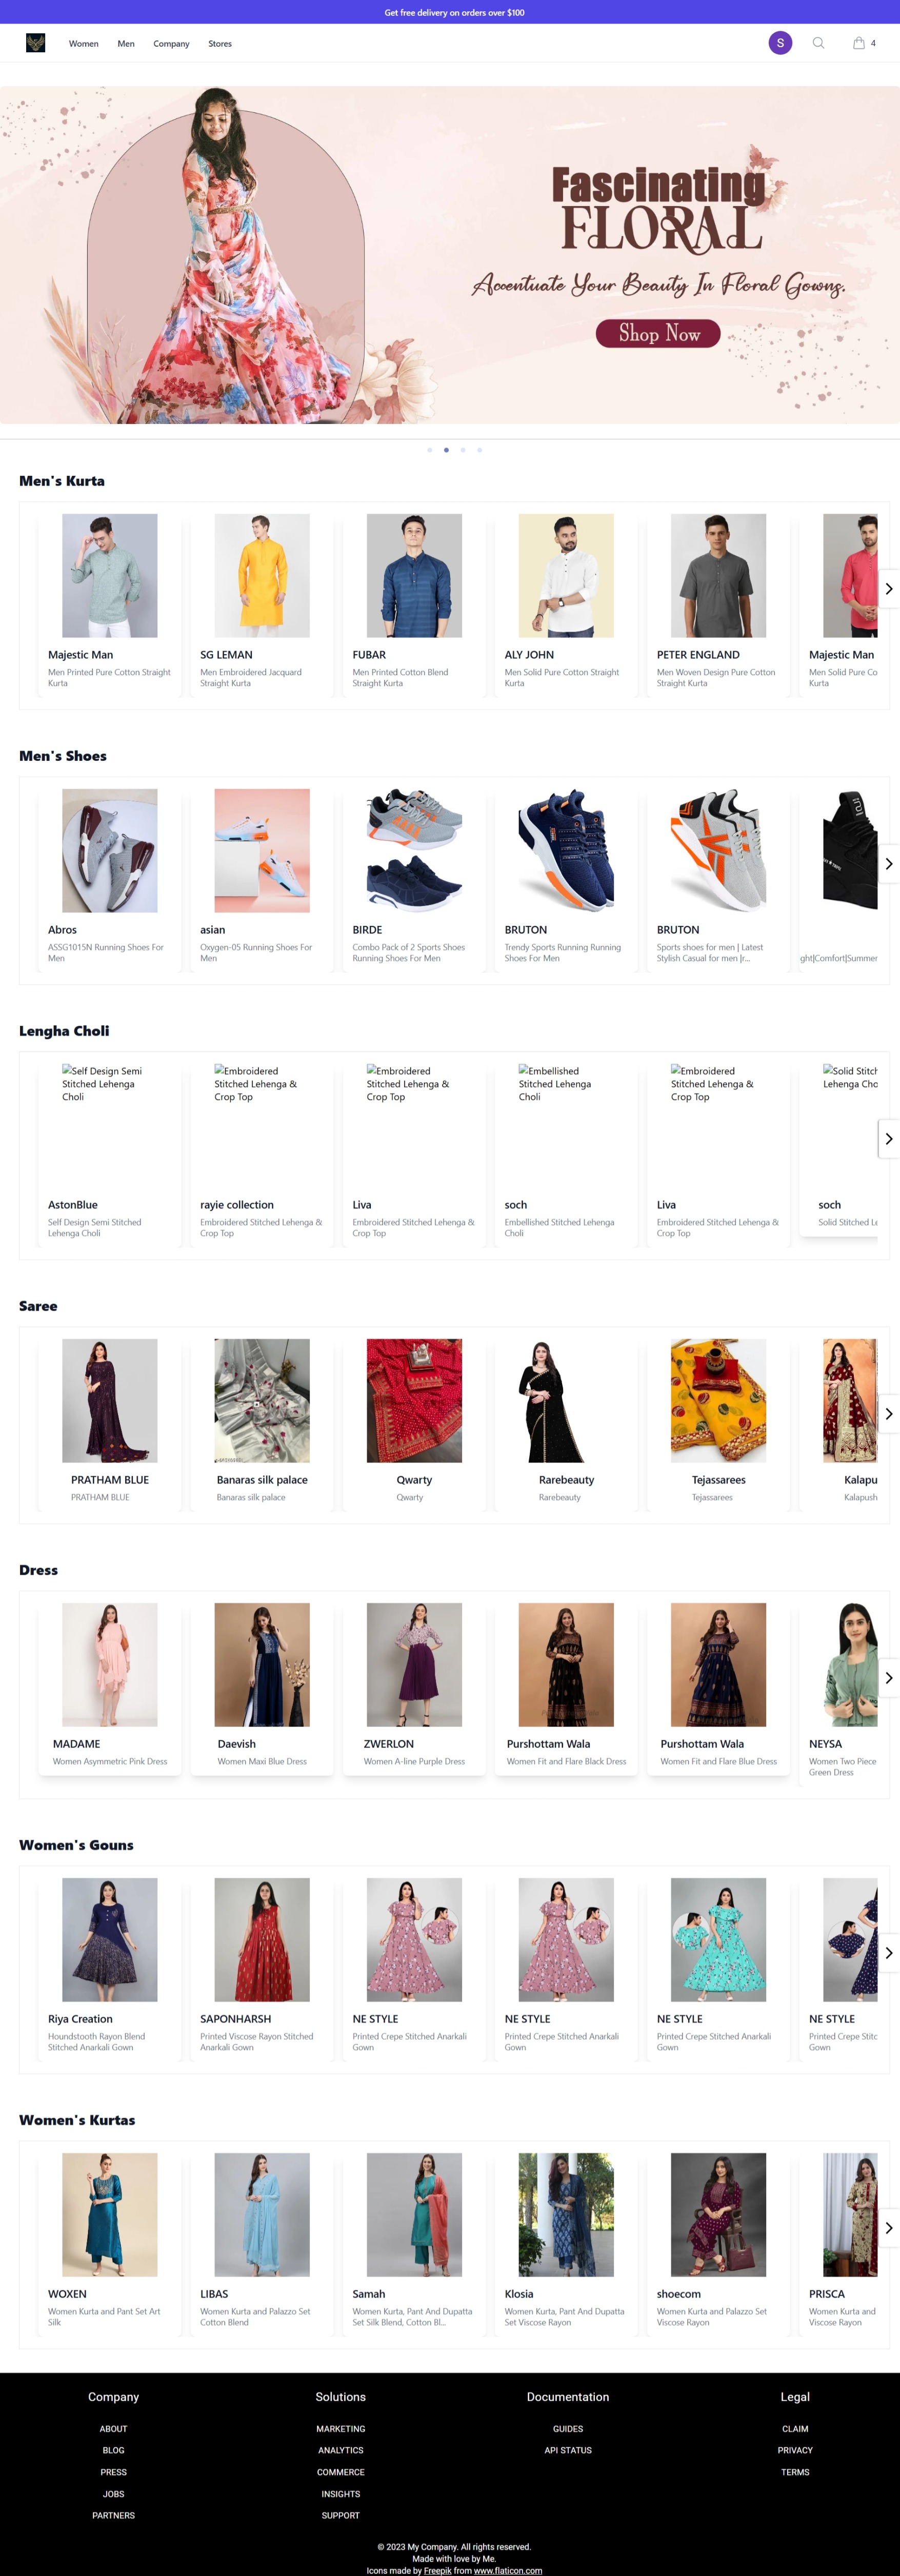 Get free delivery on orders over $100
Women Men Company Stores S 4
Fascinating
FLORAL
Accentuate Your Beauty In Floral Gowns.
Shop Now
Men's Kurta
Majestic Man
Men Printed Pure Cotton Straight
Kurta
SG LEMAN
Men Embroidered Jacquard
Straight Kurta
FUBAR
Men Printed Cotton Blend
Straight Kurta
ALY JOHN
Men Solid Pure Cotton Straight
Kurta
PETER ENGLAND
Men Woven Design Pure Cotton
Straight Kurta
Majestic Man
Men Solid Pure Co
Kurta
Men's Shoes
Abros
ASSG1015N Running Shoes For
Men
asian
Oxygen-05 Running Shoes For
Men
BIRDE
Combo Pack of 2 Sports Shoes
Running Shoes For Men
BRUTON
Trendy Sports Running Running
Shoes For Men
BRUTON
Sports shoes for men | Latest
Stylish Casual for men |r...
ght|Comfort|Summer
Lengha Choli
Self Design Semi
Stitched Lehenga
Choli
AstonBlue
Self Design Semi Stitched
Lehenga Choli
Embroidered
Stitched Lehenga &
Crop Top
rayie collection
Embroidered Stitched Lehenga &
Crop Top
Embroidered
Stitched Lehenga &
Crop Top
Liva
Embroidered Stitched Lehenga &
Crop Top
Embellished
Stitched Lehenga
Choli
soch
Embellished Stitched Lehenga
Choli
Embroidered
Stitched Lehenga &
Crop Top
Liva
Embroidered Stitched Lehenga &
Crop Top
Solid Stitch
Lehenga Cho
soch
Solid Stitched Le
Saree
PRATHAM BLUE
PRATHAM BLUE
Banaras silk palace
Banaras silk palace
Qwarty
Qwarty
Rarebeauty
Rarebeauty
Tejassarees
Tejassarees
Kalapu
Kalapush
Dress
MADAME
Women Asymmetric Pink Dress
Daevish
Women Maxi Blue Dress
ZWERLON
Women A-line Purple Dress
Purshottam Wala
Women Fit and Flare Black Dress
Purshottam Wala
Women Fit and Flare Blue Dress
NEYSA
Women Two Piece
Green Dress
Women's Gouns
Riya Creation
Houndstooth Rayon Blend
Stitched Anarkali Gown
SAPONHARSH
Printed Viscose Rayon Stitched
Anarkali Gown
NE STYLE
Printed Crepe Stitched Anarkali
Gown
NE STYLE
Printed Crepe Stitched Anarkali
Gown
NE STYLE
Printed Crepe Stitched Anarkali
Gown
NE STYLE
Printed Crepe Stitc
Gown
Women's Kurtas
WOXEN
Women Kurta and Pant Set Art
Silk
LIBAS
Women Kurta and Palazzo Set
Cotton Blend
Samah
Women Kurta, Pant And Dupatta
Set Silk Blend, Cotton Bl...
Klosia
Women Kurta, Pant And Dupatta
Set Viscose Rayon
shoecom
Women Kurta and Palazzo Set
Viscose Rayon
PRISCA
Women Kurta and
Viscose Rayon
Company
ABOUT
BLOG
PRESS
JOBS
PARTNERS
Solutions
MARKETING
ANALYTICS
COMMERCE
INSIGHTS
SUPPORT
Documentation
GUIDES
API STATUS
Legal
CLAIM
PRIVACY
TERMS
© 2023 My Company. All rights reserved.
Made with love by Me.
Icons made by Freepik from www.flaticon.com